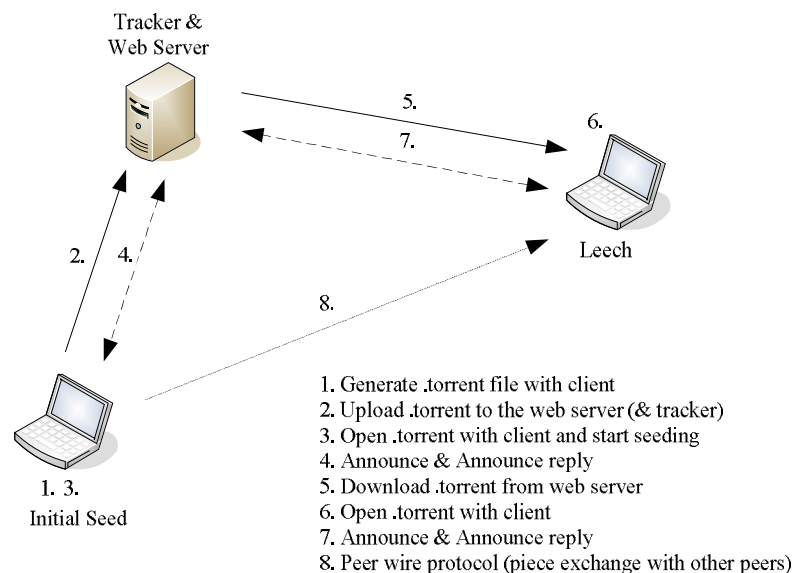 Tracker &
Web Server
5.
6.
7.
Leech
2.
4.
8.
1. Generate .torrent file with client
2. Upload .torrent to the web server (& tracker)
3. Open .torrent with client and start seeding
4. Announce & Announce reply
5. Download .torrent from web server
6. Open .torrent with client
7. Announce & Announce reply
8. Peer wire protocol (piece exchange with other peers)
1. 3.
Initial Seed